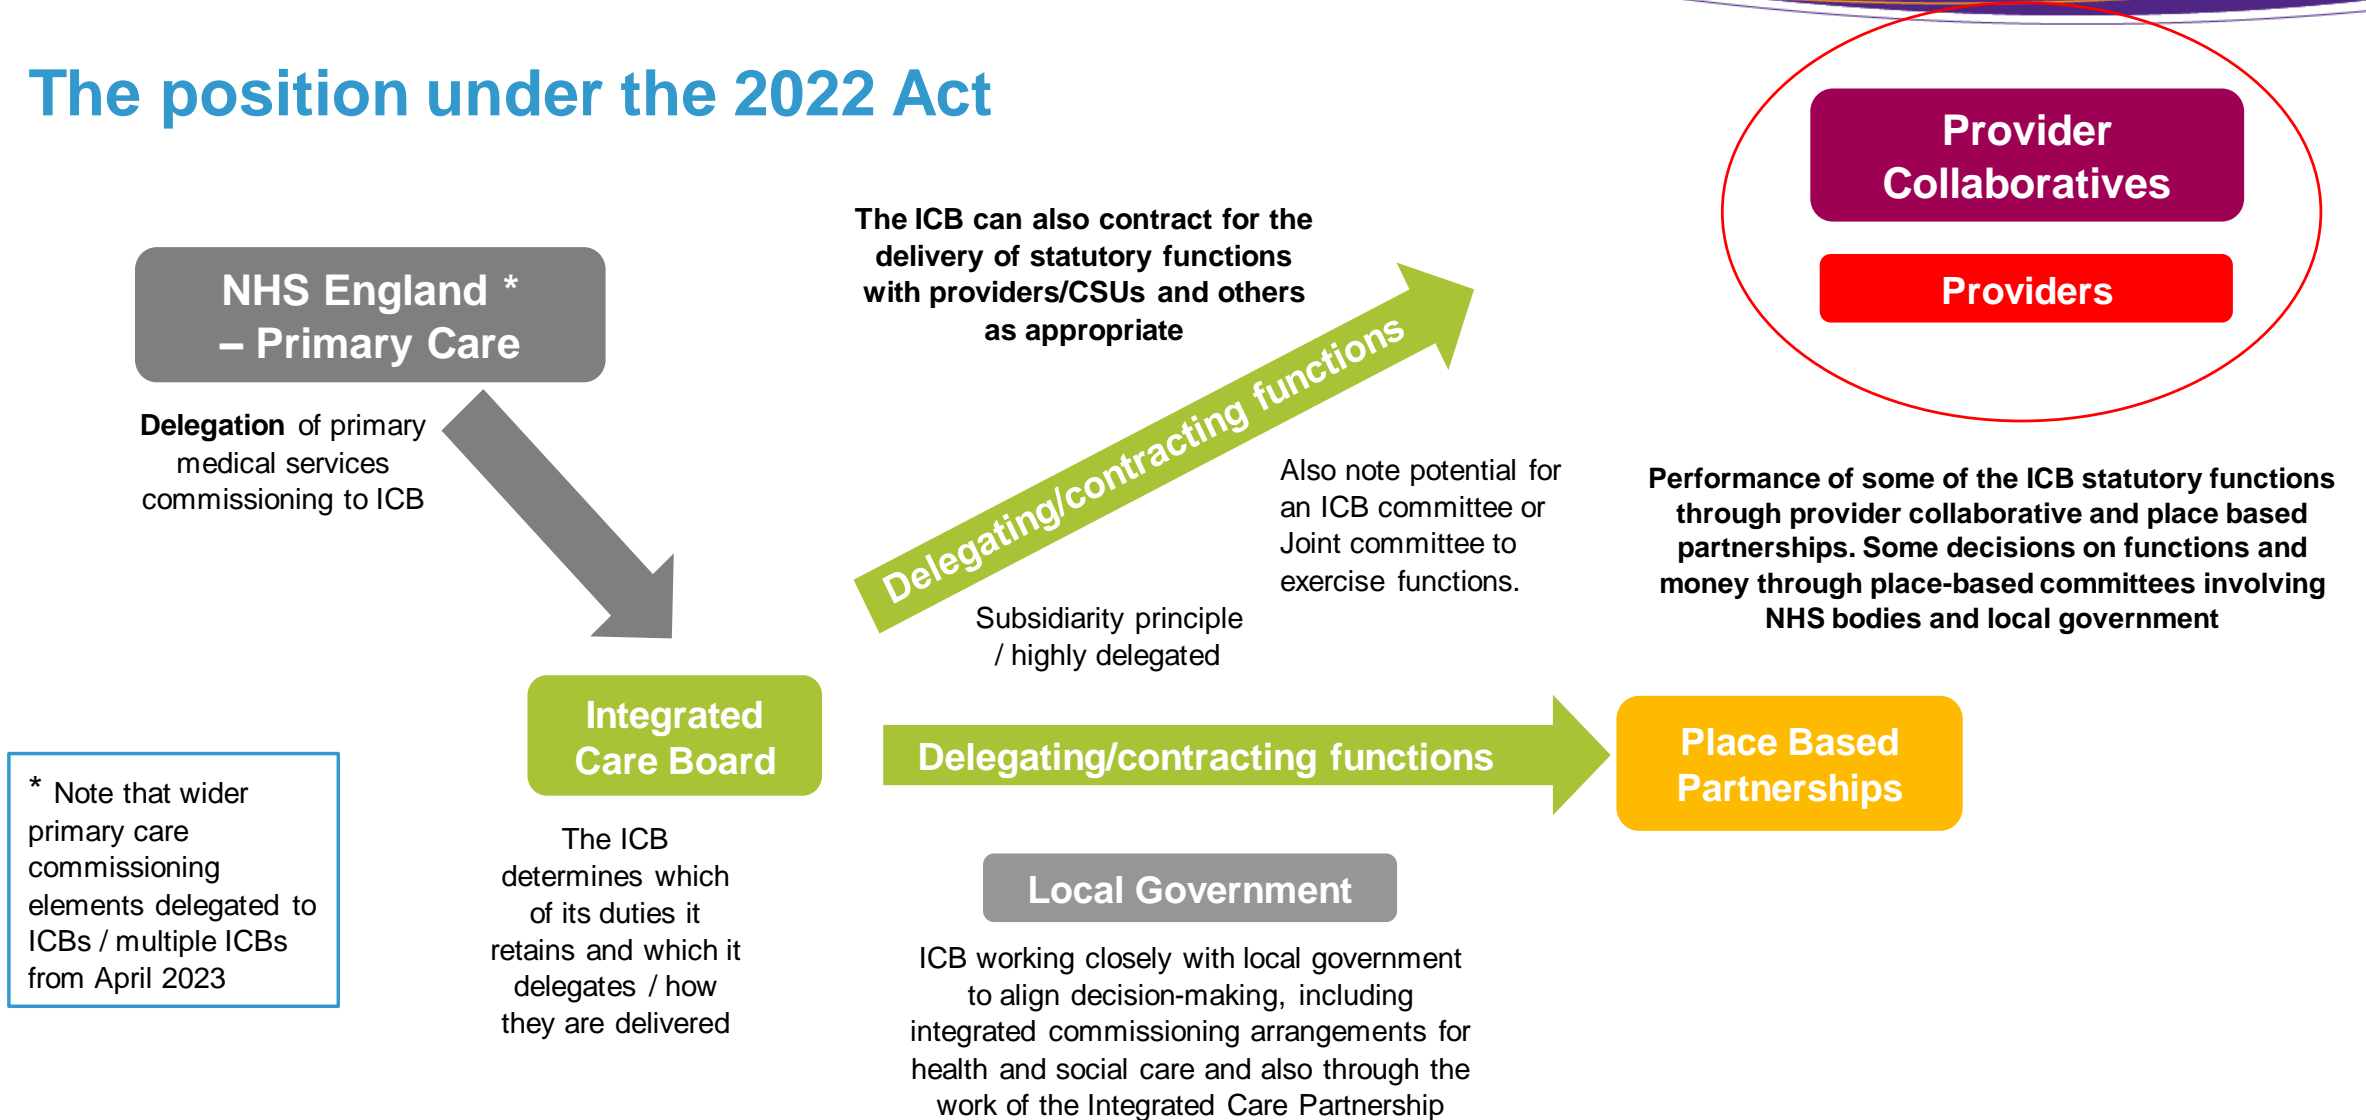 The position under the 2022 Act
Provider
Collaboratives
Providers
The ICB can also contract for the
delivery of statutory functions
with providers/CSUs and others
as appropriate
NHS England *
– Primary Care
Delegation of primary
medical services
commissioning to ICB
Delegating/contracting functions
Also note potential for
an ICB committee or
Joint committee to
exercise functions.
Performance of some of the ICB statutory functions
through provider collaborative and place based
partnerships. Some decisions on functions and
money through place-based committees involving
NHS bodies and local government
Subsidiarity principle
/ highly delegated
Integrated
Care Board
Delegating/contracting functions
Place Based
Partnerships
* Note that wider
primary care
commissioning
elements delegated to
ICBs / multiple ICBs
from April 2023
The ICB
determines which
of its duties it
retains and which it
delegates / how
they are delivered
Local Government
ICB working closely with local government
to align decision-making, including
integrated commissioning arrangements for
health and social care and also through the
work of the Integrated Care Partnership